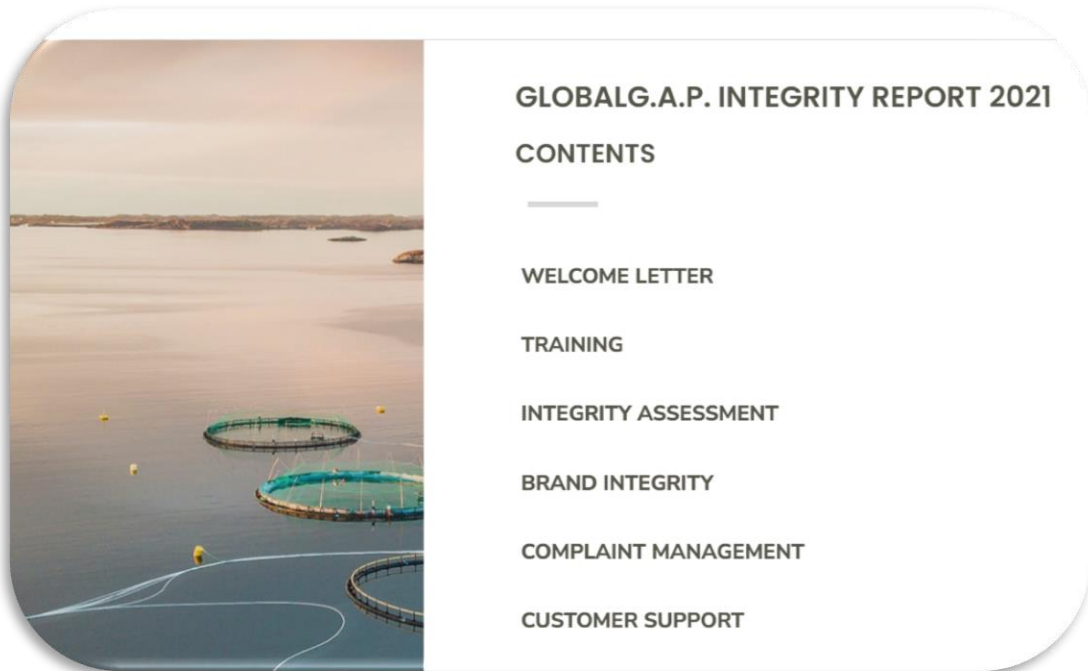 GLOBALG.A.P. INTEGRITY REPORT 2021
CONTENTS
WELCOME LETTER
TRAINING
INTEGRITY ASSESSMENT
BRAND INTEGRITY
COMPLAINT MANAGEMENT
CUSTOMER SUPPORT